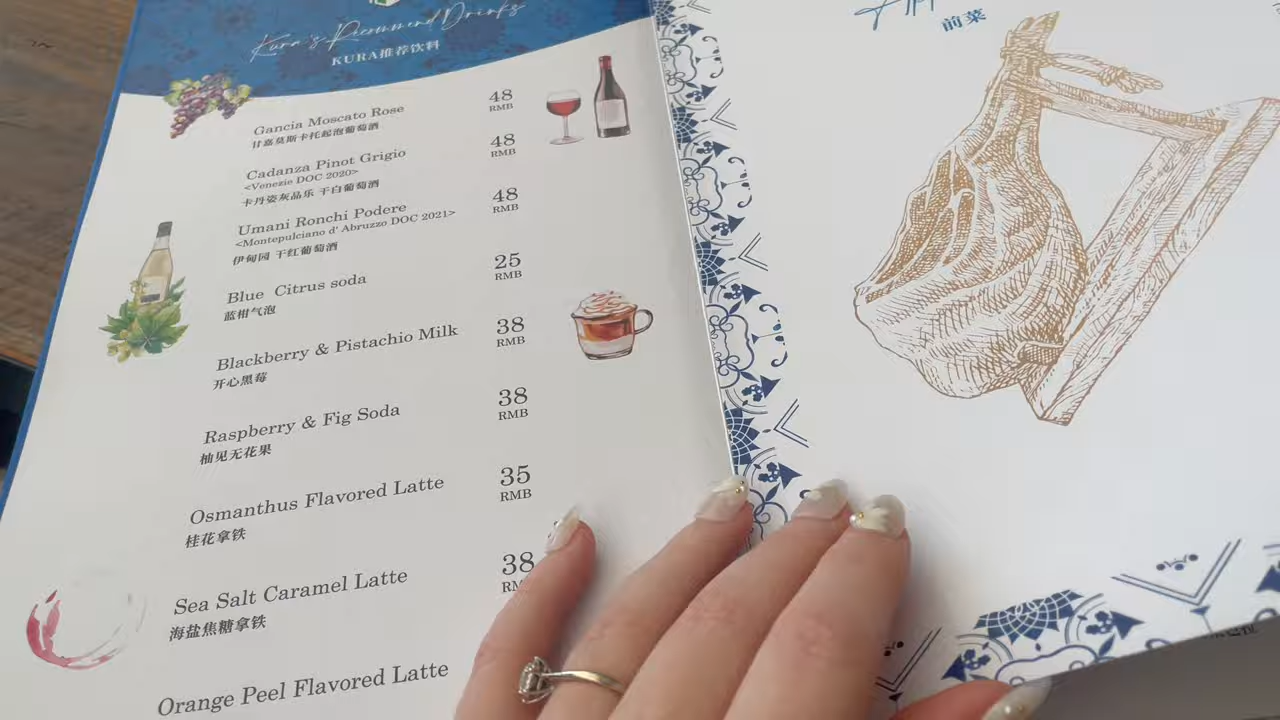 Kura's Recommend Drinks
KURA推荐饮料
Gancia Moscato Rose
甘嘉莫斯卡托起泡葡萄酒
48
RMB
Cadanza Pinot Grigio
<Venezie DOC 2020>
卡丹姿灰品乐 干白葡萄酒
48
RMB
Umani Ronchi Podere
<Montepulciano d' Abruzzo DOC 2021>
伊甸园 干红葡萄酒
48
RMB
Blue Citrus soda
蓝柑气泡
25
RMB
Blackberry & Pistachio Milk
开心黑莓
38
RMB
Raspberry & Fig Soda
柚见无花果
38
RMB
Osmanthus Flavored Latte
桂花拿铁
35
RMB
Sea Salt Caramel Latte
海盐焦糖拿铁
38
Orange Peel Flavored Latte
前菜